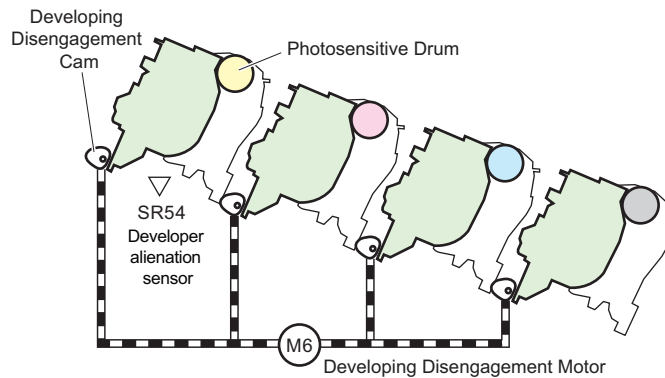 Developing
Disengagement
Cam
Photosensitive Drum
SR54
Developer
alienation
sensor
M6
Developing Disengagement Motor